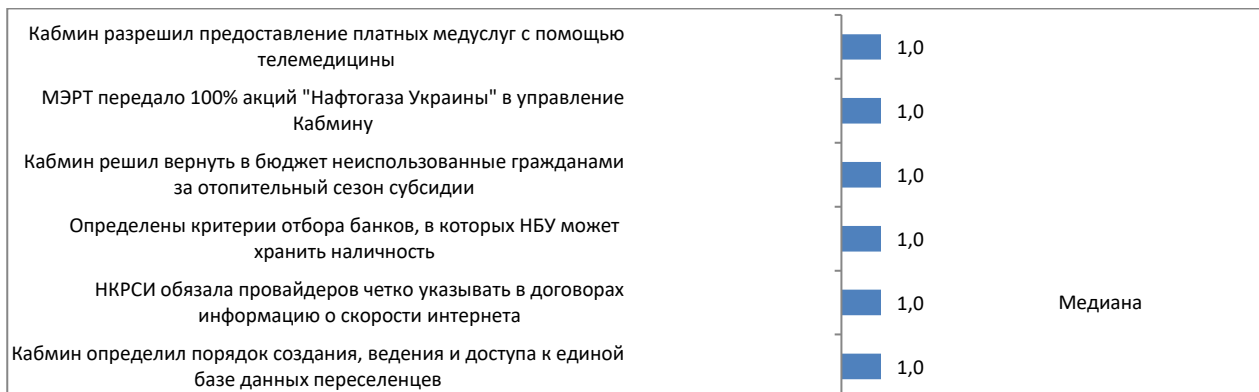 Кабмин разрешил предоставление платных медуслуг с помощью
телемедицины
1,0
МЭРТ передало 100% акций "Нафтогаза Украины" в управление
Кабмину
1,0
Кабмин решил вернуть в бюджет неиспользованные гражданами
за отопительный сезон субсидии
1,0
Определены критерии отбора банков, в которых НБУ может
хранить наличность
1,0
НКРСИ обязала провайдеров четко указывать в договорах
информацию о скорости интернета
1,0
Медиана
Кабмин определил порядок создания, ведения и доступа к единой
базе данных переселенцев
1,0